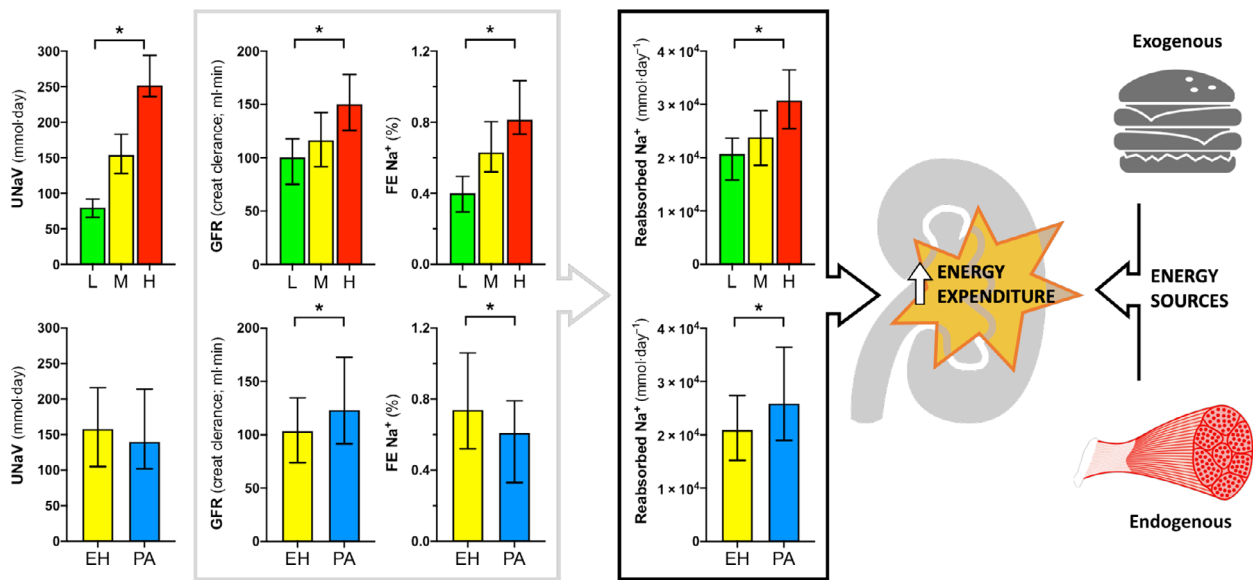 *
UNaV (mmol·day)
300
250
200
150
100
50
0
L M H
*
GFR (creat clerance; ml·min)
200
150
100
50
0
L M H
*
FE Na⁺ (%)
1.2
0.8
0.4
0.0
L M H
*
Reabsorbed Na⁺ (mmol·day⁻¹)
4 × 10⁴
3 × 10⁴
2 × 10⁴
1 × 10⁴
0
L M H
Exogenous
ENERGY
EXPENDITURE
ENERGY
SOURCES
Endogenous
UNaV (mmol·day)
300
250
200
150
100
50
0
EH PA
*
GFR (creat clerance; ml·min)
200
150
100
50
0
EH PA
*
FE Na⁺ (%)
1.2
0.8
0.4
0.0
EH PA
*
Reabsorbed Na⁺ (mmol·day⁻¹)
4 × 10⁴
3 × 10⁴
2 × 10⁴
1 × 10⁴
0
EH PA